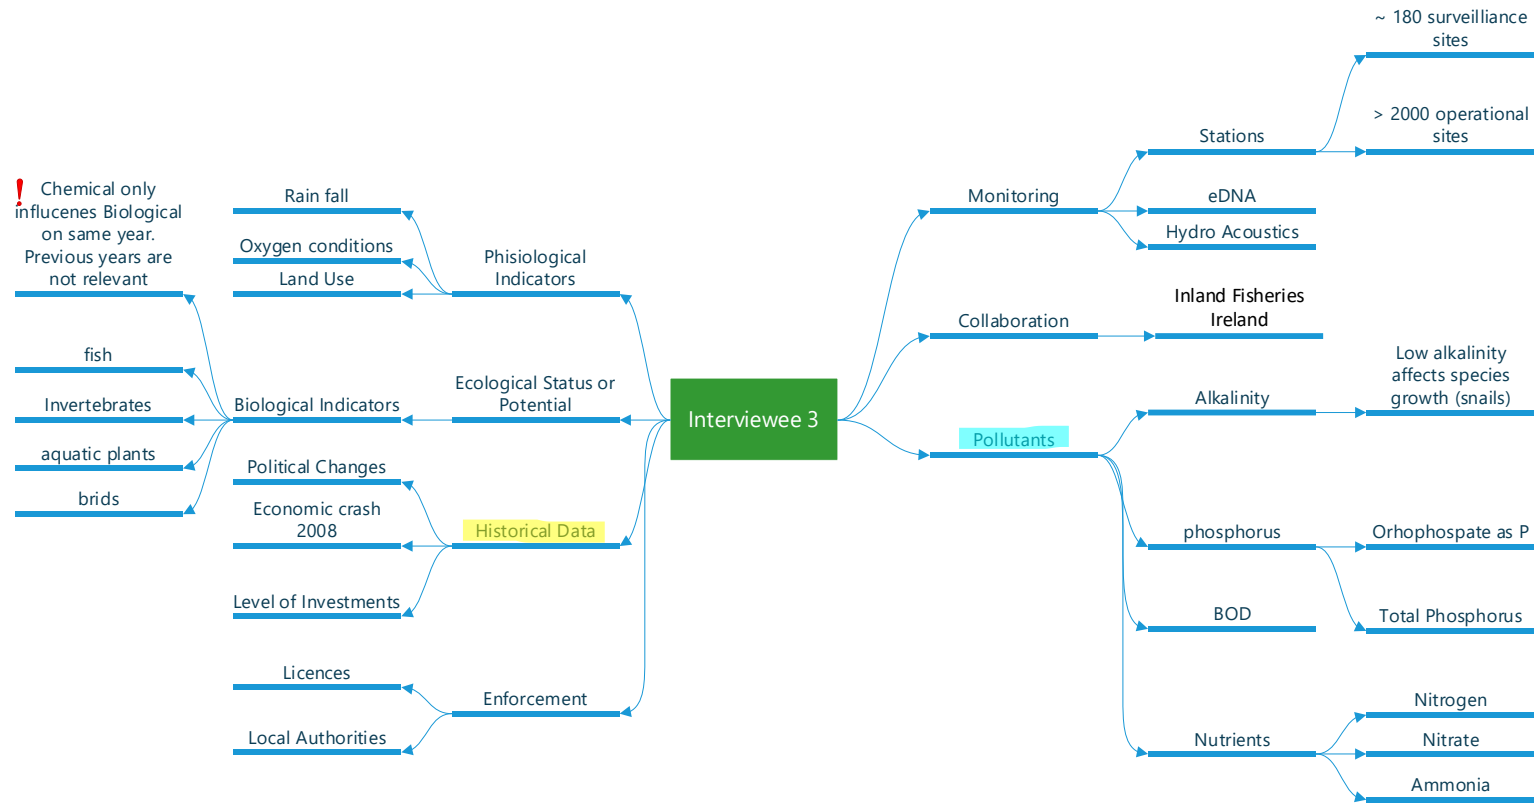 Interviewee 3
Monitoring
Stations
~ 180 surveilliance
sites
> 2000 operational
sites
eDNA
Hydro Acoustics
Collaboration
Inland Fisheries
Ireland
Pollutants
Alkalinity
Low alkalinity
affects species
growth (snails)
phosphorus
Orhophospate as P
Total Phosphorus
BOD
Nutrients
Nitrogen
Nitrate
Ammonia
Phisiological
Indicators
Rain fall
Oxygen conditions
Land Use
Ecological Status or
Potential
Biological Indicators
! Chemical only
influcenes Biological
on same year.
Previous years are
not relevant
fish
Invertebrates
aquatic plants
brids
Historical Data
Political Changes
Economic crash
2008
Level of Investments
Enforcement
Licences
Local Authorities